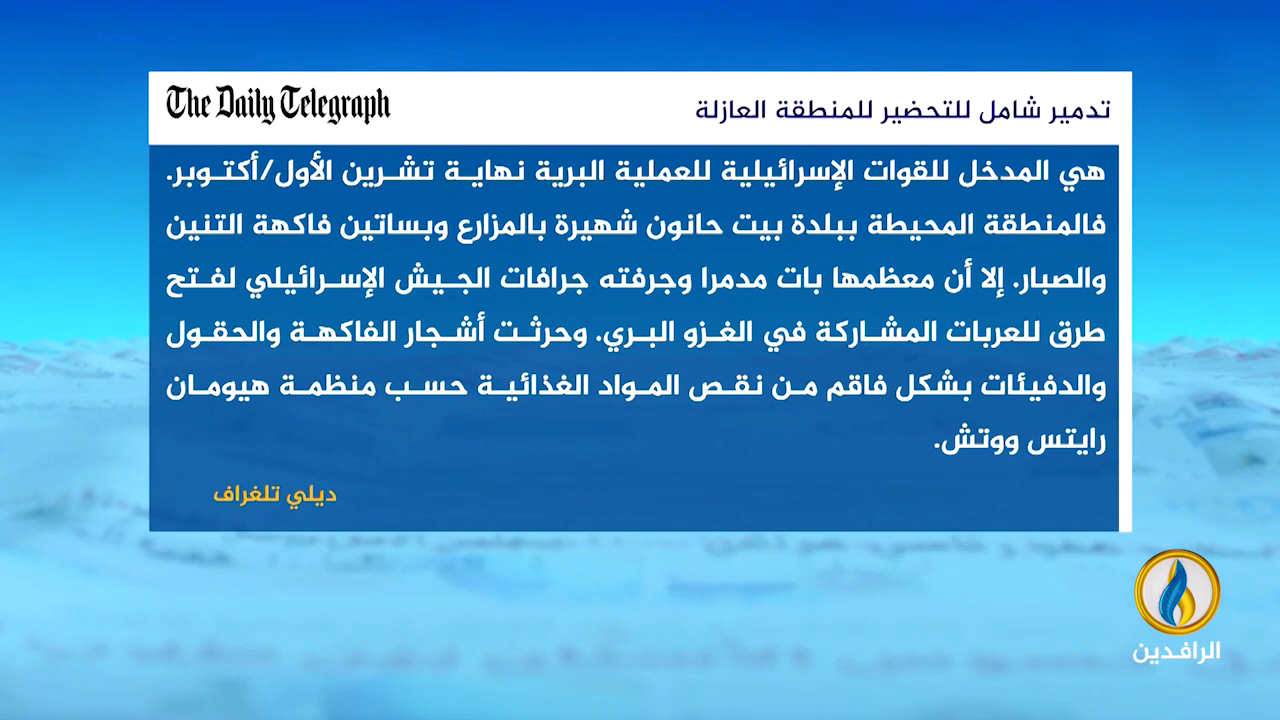 The Daily Telegraph
تدمير شامل للتحضير للمنطقة العازلة
هي المدخل للقوات الإسرائيلية للعملية البرية نهاية تشرين الأول/أكتوبر.
فالمنطقة المحيطة ببلدة بيت حانون شهيرة بالمزارع وبساتين فاكهة التنين
والصبار. إلا أن معظمها بات مدمرا وجرفته جرافات الجيش الإسرائيلي لفتح
طرق للعربات المشاركة في الغزو البري. وحرثت أشجار الفاكهة والحقول
والدفيئات بشكل فاقم من نقص المواد الغذائية حسب منظمة هيومان
رايتس ووتش.
ديلي تلغراف
الرافدين